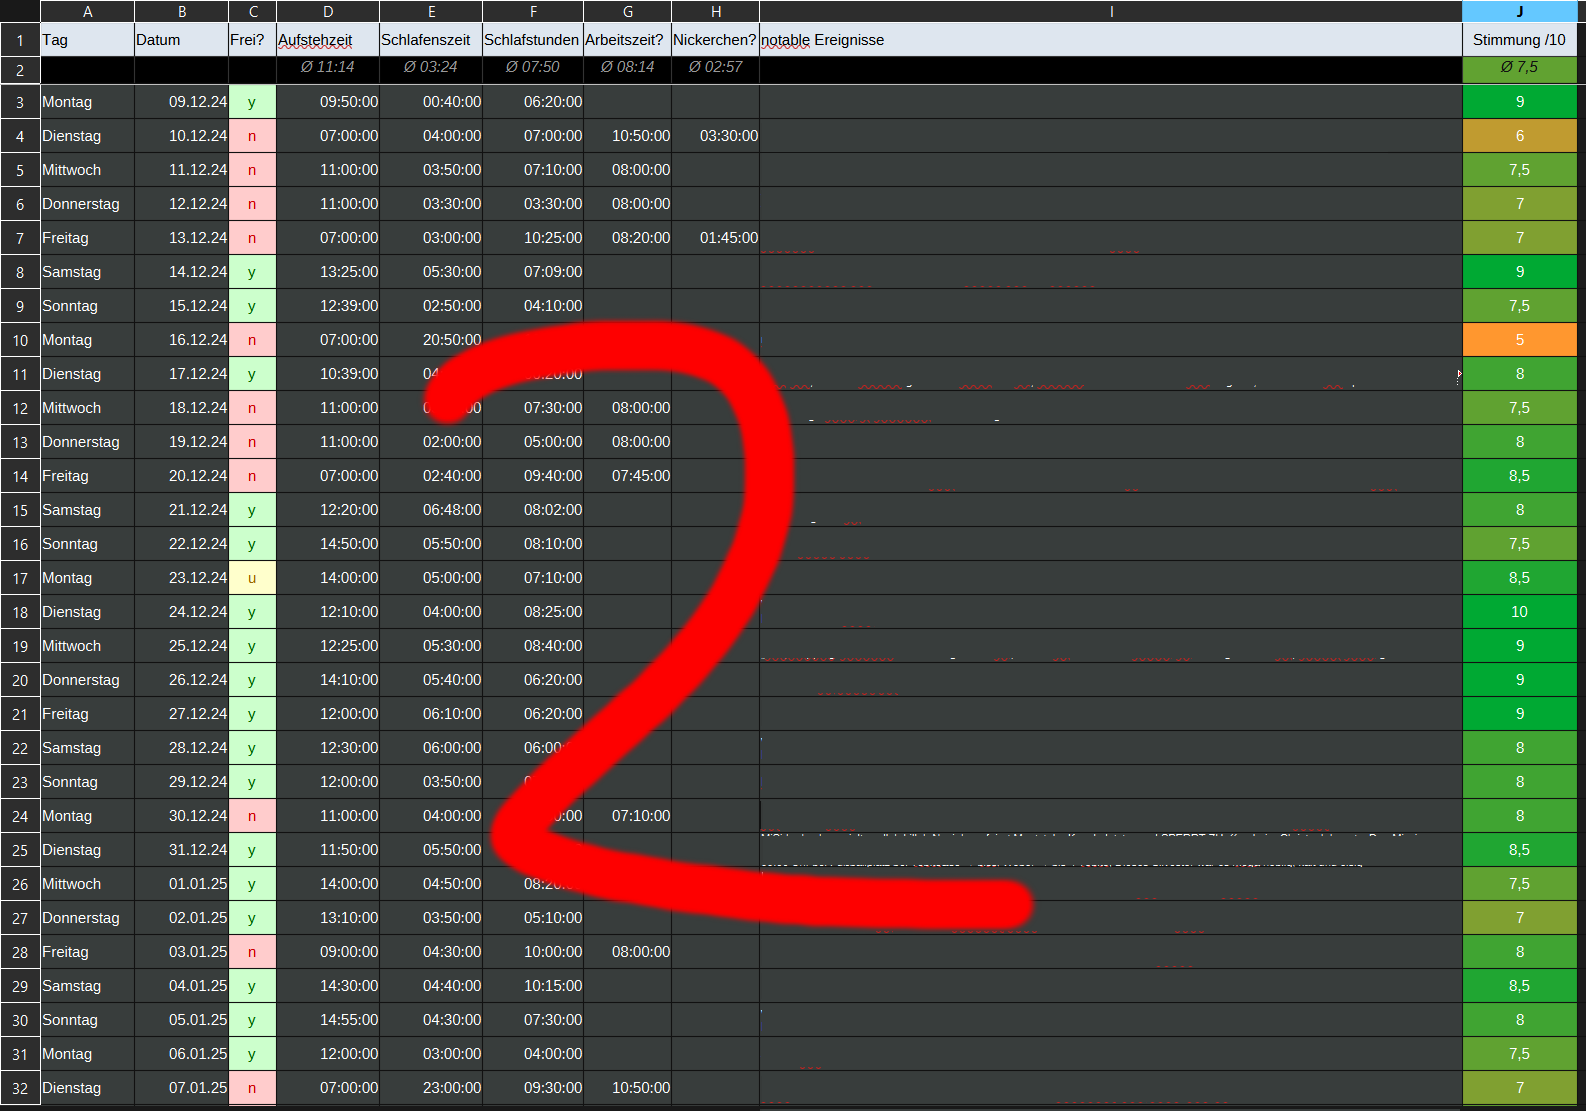 A B C D E F G H I J
1 Tag Datum Frei? Aufstehzeit Schlafenszeit Schlafstunden Arbeitszeit? Nickerchen? notable Ereignisse Stimmung /10
2 Ø 11:14 Ø 03:24 Ø 07:50 Ø 08:14 Ø 02:57 Ø 7,5
3 Montag 09.12.24 y 09:50:00 00:40:00 06:20:00 9
4 Dienstag 10.12.24 n 07:00:00 04:00:00 07:00:00 10:50:00 03:30:00 6
5 Mittwoch 11.12.24 n 11:00:00 03:50:00 07:10:00 08:00:00 7,5
6 Donnerstag 12.12.24 n 11:00:00 03:30:00 03:30:00 08:00:00 7
7 Freitag 13.12.24 n 07:00:00 03:00:00 10:25:00 08:20:00 01:45:00 7
8 Samstag 14.12.24 y 13:25:00 05:30:00 07:09:00 9
9 Sonntag 15.12.24 y 12:39:00 02:50:00 04:10:00 7,5
10 Montag 16.12.24 n 07:00:00 20:50:00 5
11 Dienstag 17.12.24 y 10:39:00 8
12 Mittwoch 18.12.24 n 11:00:00 07:30:00 08:00:00 7,5
13 Donnerstag 19.12.24 n 11:00:00 02:00:00 05:00:00 08:00:00 8
14 Freitag 20.12.24 n 07:00:00 02:40:00 09:40:00 07:45:00 8,5
15 Samstag 21.12.24 y 12:20:00 06:48:00 08:02:00 8
16 Sonntag 22.12.24 y 14:50:00 05:50:00 08:10:00 7,5
17 Montag 23.12.24 u 14:00:00 05:00:00 07:10:00 8,5
18 Dienstag 24.12.24 y 12:10:00 04:00:00 08:25:00 10
19 Mittwoch 25.12.24 y 12:25:00 05:30:00 08:40:00 9
20 Donnerstag 26.12.24 y 14:10:00 05:40:00 06:20:00 9
21 Freitag 27.12.24 y 12:00:00 06:10:00 06:20:00 9
22 Samstag 28.12.24 y 12:30:00 06:00:00 06:00:00 8
23 Sonntag 29.12.24 y 12:00:00 03:50:00 8
24 Montag 30.12.24 n 11:00:00 04:00:00 07:10:00 8
25 Dienstag 31.12.24 y 11:50:00 05:50:00 8,5
26 Mittwoch 01.01.25 y 14:00:00 04:50:00 08:20:00 7,5
27 Donnerstag 02.01.25 y 13:10:00 03:50:00 05:10:00 7
28 Freitag 03.01.25 n 09:00:00 04:30:00 10:00:00 08:00:00 8
29 Samstag 04.01.25 y 14:30:00 04:40:00 10:15:00 8,5
30 Sonntag 05.01.25 y 14:55:00 04:30:00 07:30:00 8
31 Montag 06.01.25 y 12:00:00 03:00:00 04:00:00 7,5
32 Dienstag 07.01.25 n 07:00:00 23:00:00 09:30:00 10:50:00 7
2